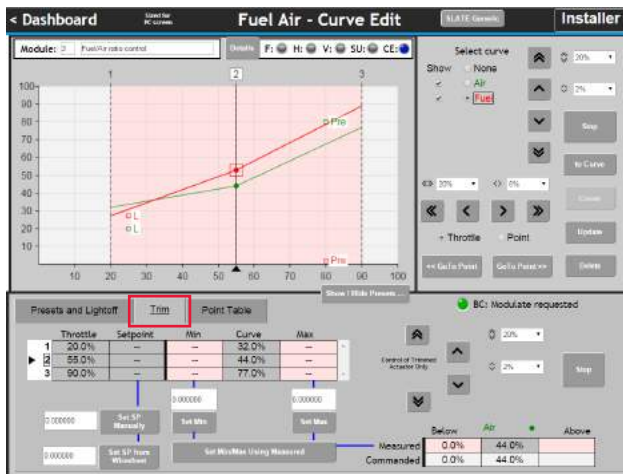 < Dashboard
Sized for
PC screen
Fuel Air - Curve Edit
SLATE Generic
Installer
Module: 3 Fuel/Air ratio control
Details
F: H: V: SU: CE:
1 2 3
100
90
80
70
60
50
40
30
20
10
Pre
L
L
Pre
10 20 30 40 50 60 70 80 90 100
Show / Hide Presets ...
Select curve
Show None
Air
Fuel
20%
2%
Stop
to Curve
20% 0%
Update
Throttle Point
<< GoTo Point GoTo Point >> Delete
Presets and Lightoff Trim Point Table
BC: Modulate requested
Throttle Setpoint Min Curve Max
1 20.0% -- -- 32.0% --
2 55.0% -- -- 44.0% --
3 90.0% -- -- 77.0% --
0.000000 0.000000
0.000000 Set SP Manually Set Min Set Max
0.000000 Set SP from Wheelset Set Min/Max Using Measured
20%
Control of Trimmed
Actuator Only
2%
Stop
Below Air Above
Measured 0.0% 44.0%
Commanded 0.0% 44.0%